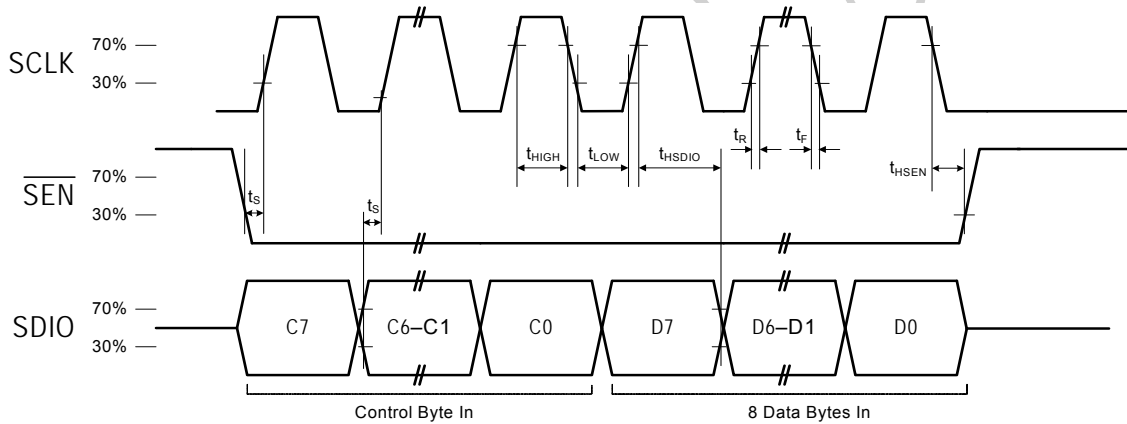 SCLK
70%
30%
tHIGH
tLOW
tHSDIO
tR
tF
tHSEN
SEN
70%
30%
tS
tS
SDIO
70%
30%
C7
C6–C1
C0
D7
D6–D1
D0
Control Byte In
8 Data Bytes In